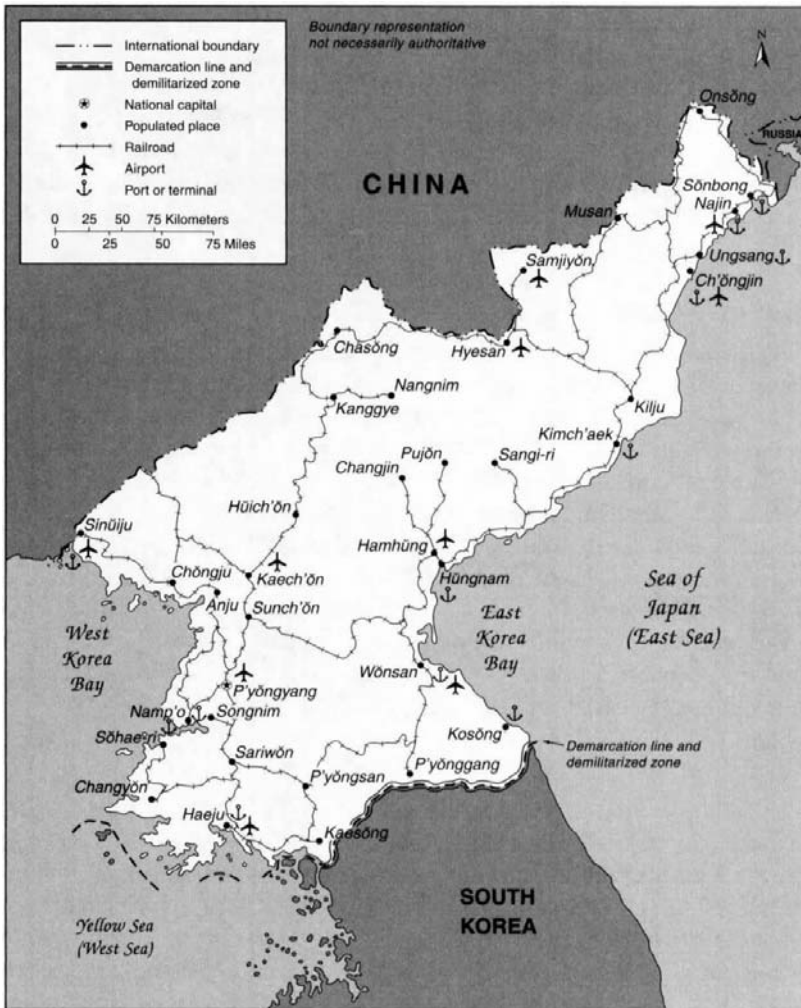 Boundary representation
not necessarily authoritative
International boundary
Demarcation line and
demilitarized zone
National capital
Populated place
Railroad
Airport
Port or terminal
0 25 50 75 Kilometers
0 25 50 75 Miles
N
RUSSIA
CHINA
Onsŏng
Sŏnbong
Najin
Musan
Ungsang
Samjiyŏn
Ch'ŏngjin
Chasŏng
Hyesan
Nangnim
Kanggye
Kilju
Kimch'aek
Pujŏn
Sangi-ri
Changjin
Hŭich'ŏn
Sinŭiju
Hamhŭng
Chŏngju
Kaech'ŏn
Hŭngnam
Anju
Sunch'ŏn
Sea of
Japan
(East Sea)
West
Korea
Bay
East
Korea
Bay
Wŏnsan
P'yŏngyang
Namp'o
Songnim
Kosŏng
Sŏhae-ri
Demarcation line and
demilitarized zone
Sariwŏn
P'yŏnggang
P'yŏngsan
Changyŏn
Haeju
Kaesŏng
SOUTH
KOREA
Yellow Sea
(West Sea)